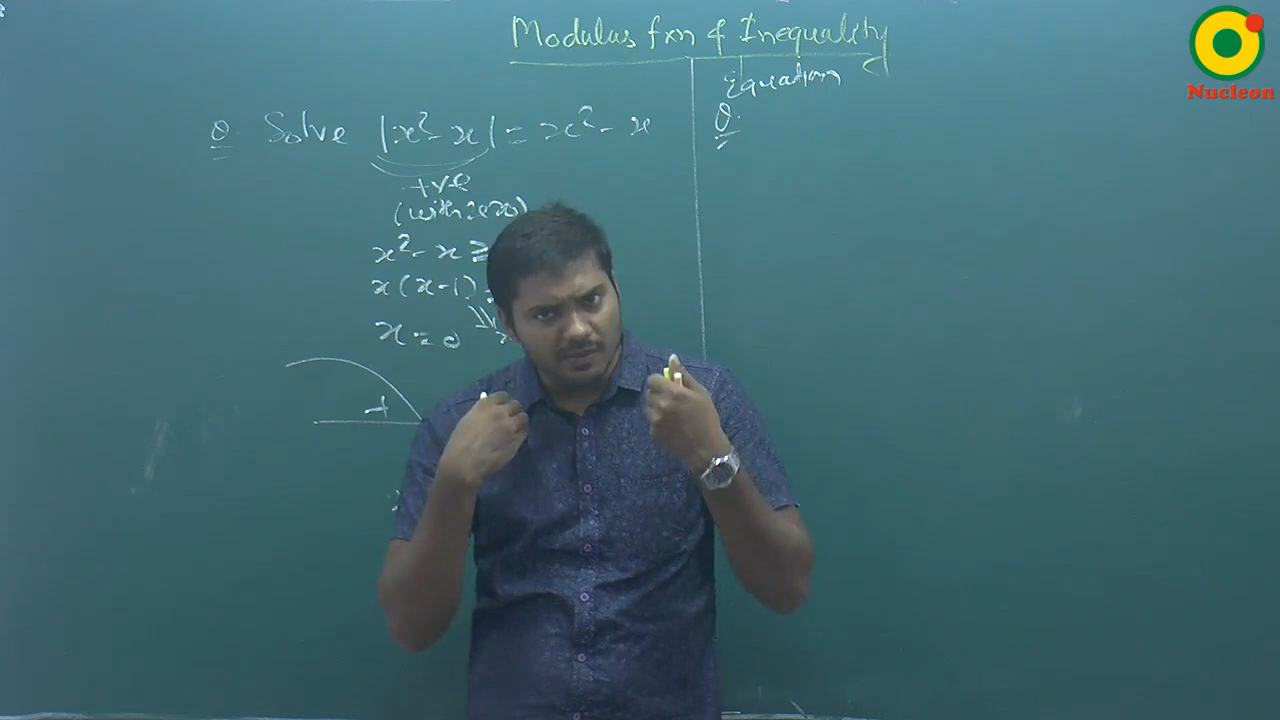 Modulus fxn & Inequality
Q Solve |x² - x| = x² - x
+ve
(with zero)
x² - x ≥
x(x-1)
x = 0
+
Equation
Q.
Nucleon